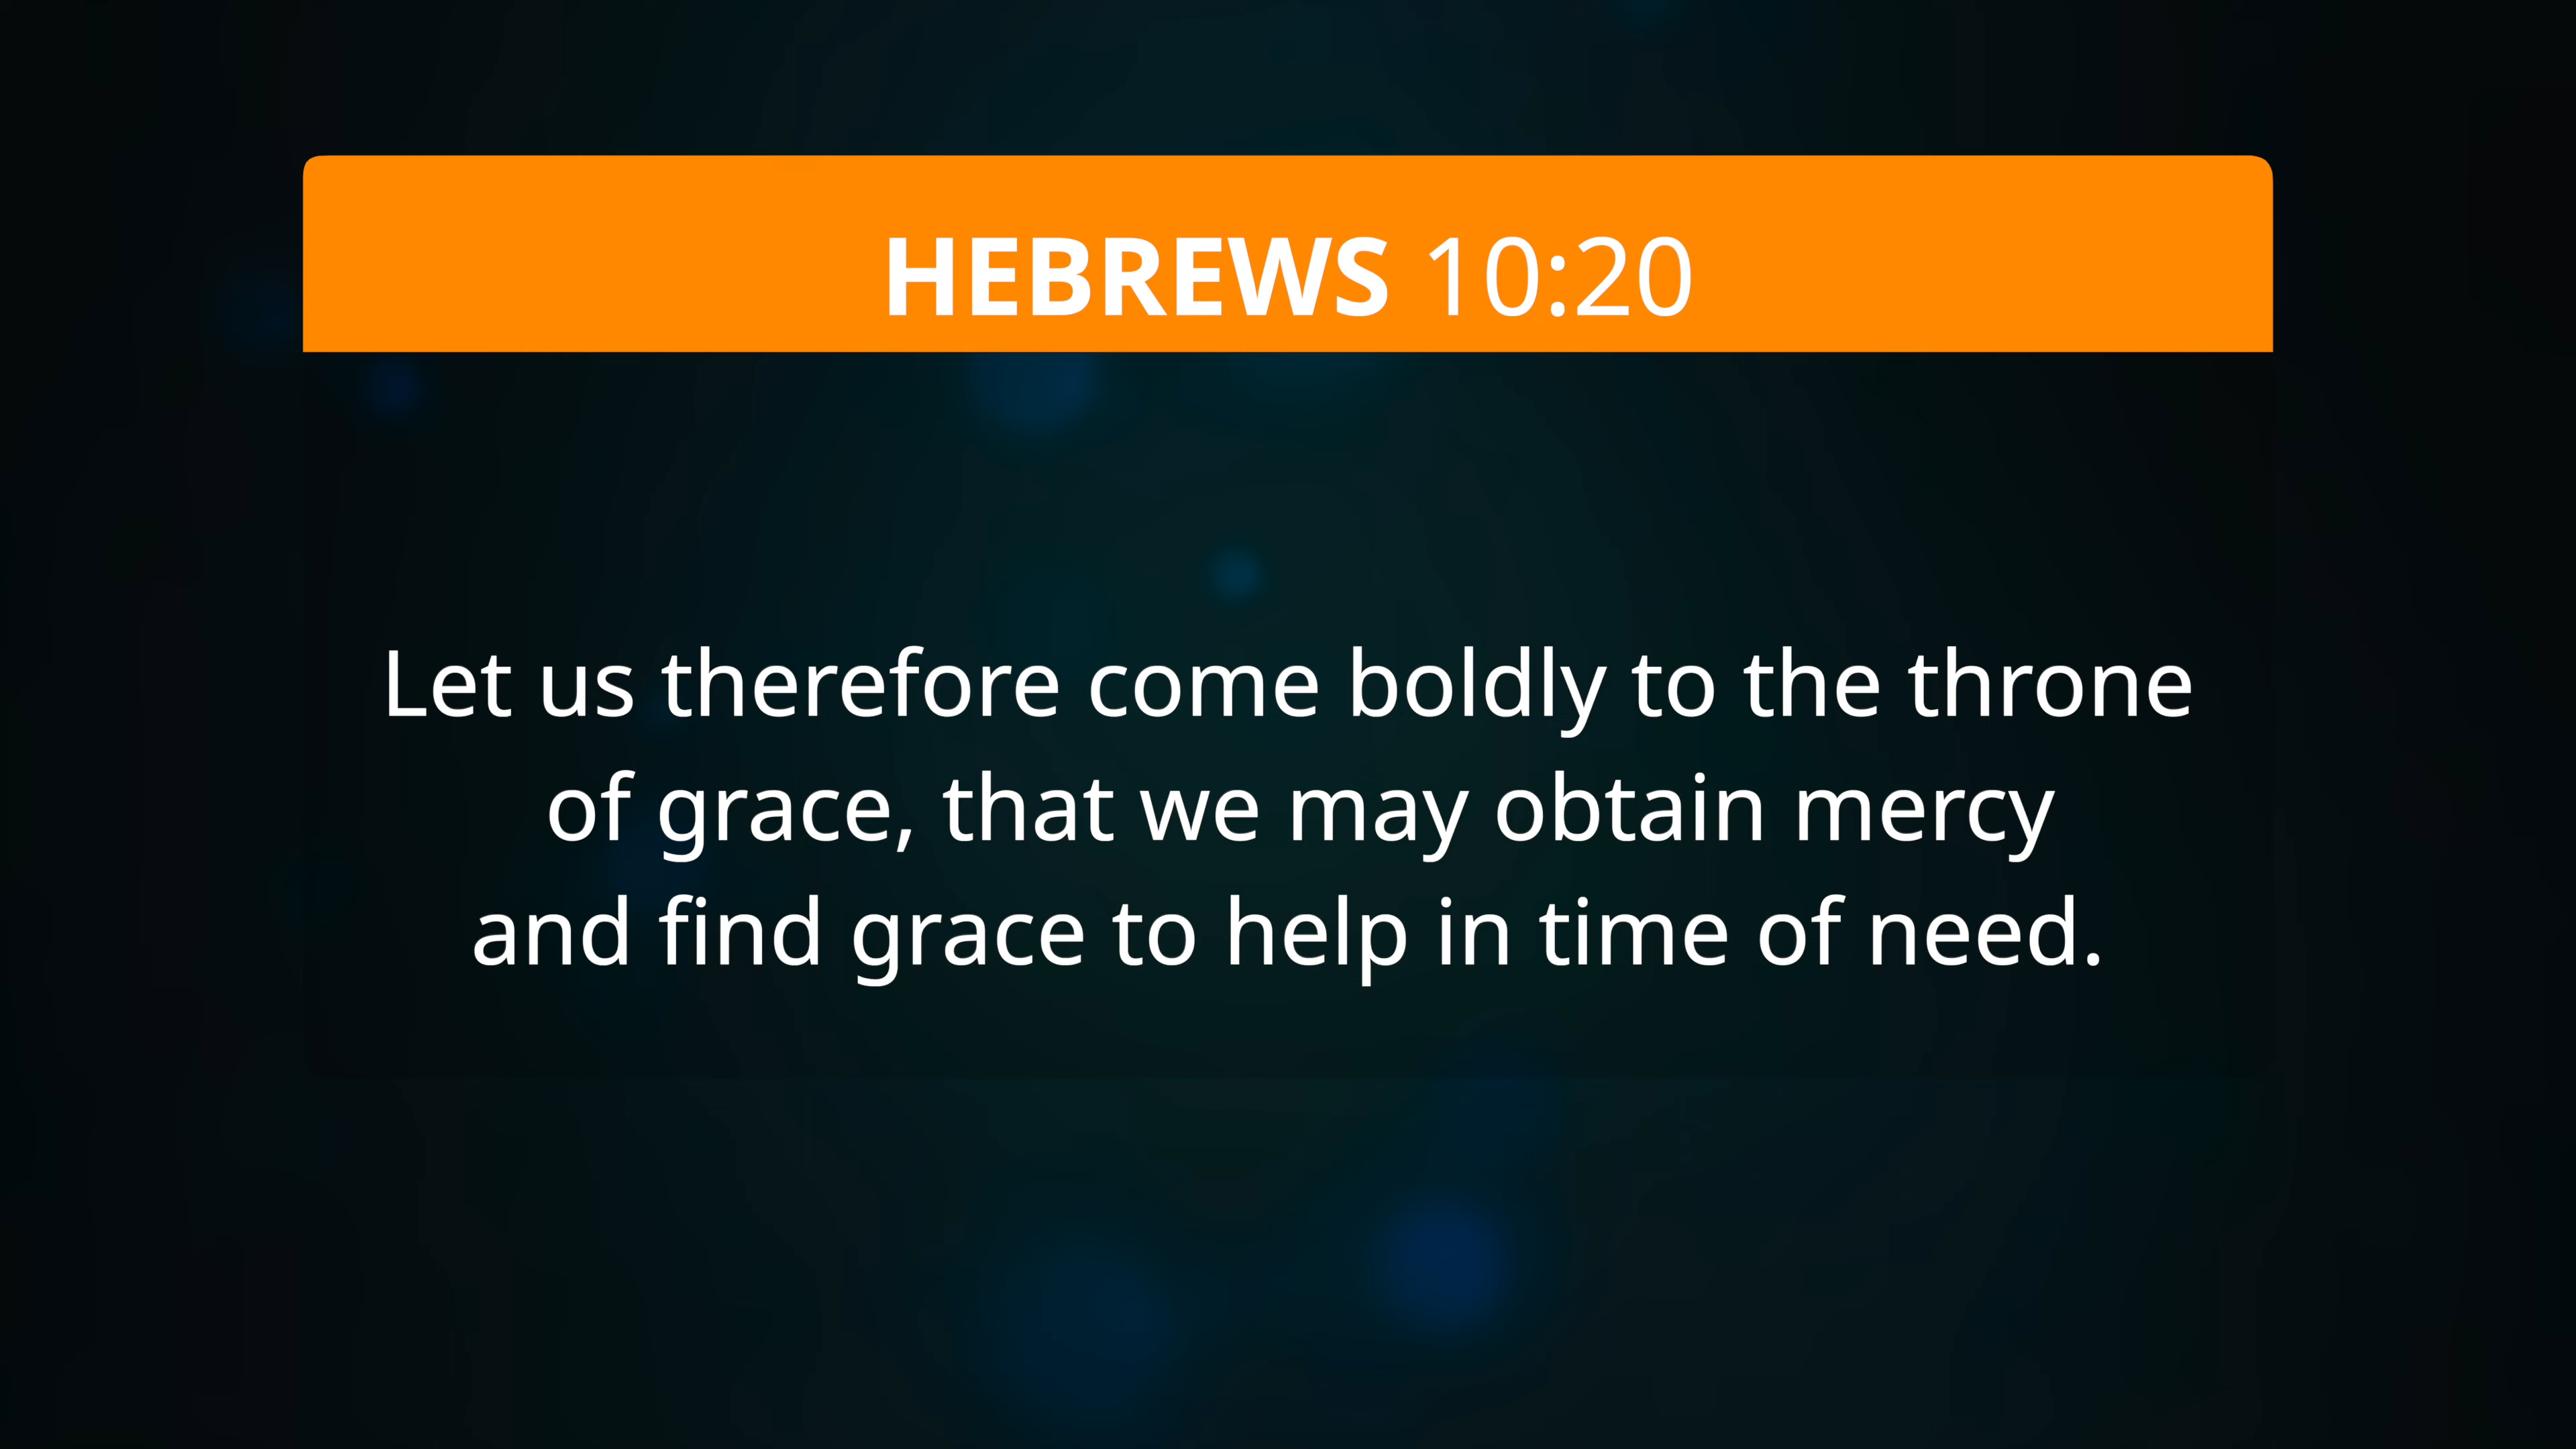 HEBREWS 10:20
Let us therefore come boldly to the throne
of grace, that we may obtain mercy
and find grace to help in time of need.